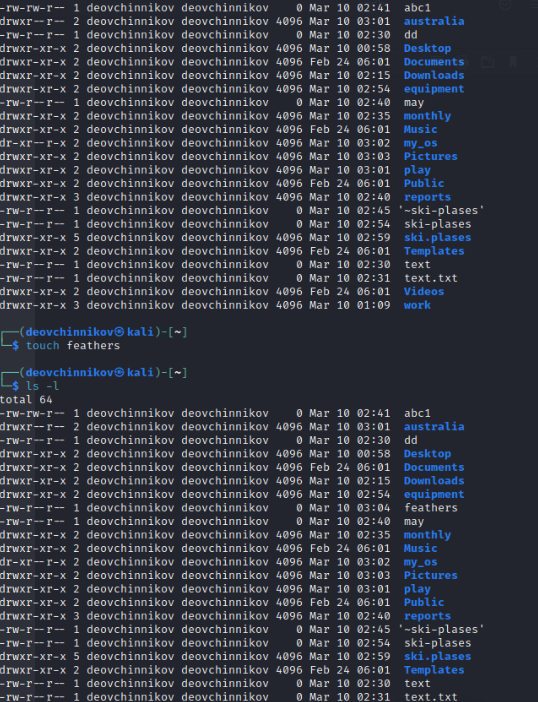 -rw-rw-r-- 1 deovchinnikov deovchinnikov    0 Mar 10 02:41  abc1
drwxr--r-- 2 deovchinnikov deovchinnikov 4096 Mar 10 03:01  australia
-rw-r--r-- 1 deovchinnikov deovchinnikov    0 Mar 10 02:30  dd
drwxr-xr-x 2 deovchinnikov deovchinnikov 4096 Mar 10 00:58  Desktop
drwxr-xr-x 2 deovchinnikov deovchinnikov 4096 Feb 24 06:01  Documents
drwxr-xr-x 2 deovchinnikov deovchinnikov 4096 Mar 10 02:15  Downloads
drwxr-xr-x 2 deovchinnikov deovchinnikov 4096 Mar 10 02:54  equipment
-rw-r--r-- 1 deovchinnikov deovchinnikov    0 Mar 10 02:40  may
drwxr-xr-x 2 deovchinnikov deovchinnikov 4096 Mar 10 02:35  monthly
drwxr-xr-x 2 deovchinnikov deovchinnikov 4096 Feb 24 06:01  Music
dr-xr--r-- 2 deovchinnikov deovchinnikov 4096 Mar 10 03:02  my_os
drwxr-xr-x 2 deovchinnikov deovchinnikov 4096 Mar 10 03:03  Pictures
drwxr-xr-x 2 deovchinnikov deovchinnikov 4096 Mar 10 03:01  play
drwxr-xr-x 2 deovchinnikov deovchinnikov 4096 Feb 24 06:01  Public
drwxr-xr-x 3 deovchinnikov deovchinnikov 4096 Mar 10 02:40  reports
-rw-r--r-- 1 deovchinnikov deovchinnikov    0 Mar 10 02:45 '~ski-plases'
-rw-r--r-- 1 deovchinnikov deovchinnikov    0 Mar 10 02:54  ski-plases
drwxr-xr-x 5 deovchinnikov deovchinnikov 4096 Mar 10 02:59  ski.plases
drwxr-xr-x 2 deovchinnikov deovchinnikov 4096 Feb 24 06:01  Templates
-rw-r--r-- 1 deovchinnikov deovchinnikov    0 Mar 10 02:30  text
-rw-r--r-- 1 deovchinnikov deovchinnikov    0 Mar 10 02:31  text.txt
drwxr-xr-x 2 deovchinnikov deovchinnikov 4096 Feb 24 06:01  Videos
drwxr-xr-x 3 deovchinnikov deovchinnikov 4096 Mar 10 01:09  work
┌──(deovchinnikov㉿kali)-[~]
└─$ touch feathers
┌──(deovchinnikov㉿kali)-[~]
└─$ ls -l
total 64
-rw-rw-r-- 1 deovchinnikov deovchinnikov    0 Mar 10 02:41  abc1
drwxr--r-- 2 deovchinnikov deovchinnikov 4096 Mar 10 03:01  australia
-rw-r--r-- 1 deovchinnikov deovchinnikov    0 Mar 10 02:30  dd
drwxr-xr-x 2 deovchinnikov deovchinnikov 4096 Mar 10 00:58  Desktop
drwxr-xr-x 2 deovchinnikov deovchinnikov 4096 Feb 24 06:01  Documents
drwxr-xr-x 2 deovchinnikov deovchinnikov 4096 Mar 10 02:15  Downloads
drwxr-xr-x 2 deovchinnikov deovchinnikov 4096 Mar 10 02:54  equipment
-rw-r--r-- 1 deovchinnikov deovchinnikov    0 Mar 10 03:04  feathers
-rw-r--r-- 1 deovchinnikov deovchinnikov    0 Mar 10 02:40  may
drwxr-xr-x 2 deovchinnikov deovchinnikov 4096 Mar 10 02:35  monthly
drwxr-xr-x 2 deovchinnikov deovchinnikov 4096 Feb 24 06:01  Music
dr-xr--r-- 2 deovchinnikov deovchinnikov 4096 Mar 10 03:02  my_os
drwxr-xr-x 2 deovchinnikov deovchinnikov 4096 Mar 10 03:03  Pictures
drwxr-xr-x 2 deovchinnikov deovchinnikov 4096 Mar 10 03:01  play
drwxr-xr-x 2 deovchinnikov deovchinnikov 4096 Feb 24 06:01  Public
drwxr-xr-x 3 deovchinnikov deovchinnikov 4096 Mar 10 02:40  reports
-rw-r--r-- 1 deovchinnikov deovchinnikov    0 Mar 10 02:45 '~ski-plases'
-rw-r--r-- 1 deovchinnikov deovchinnikov    0 Mar 10 02:54  ski-plases
drwxr-xr-x 5 deovchinnikov deovchinnikov 4096 Mar 10 02:59  ski.plases
drwxr-xr-x 2 deovchinnikov deovchinnikov 4096 Feb 24 06:01  Templates
-rw-r--r-- 1 deovchinnikov deovchinnikov    0 Mar 10 02:30  text
-rw-r--r-- 1 deovchinnikov deovchinnikov    0 Mar 10 02:31  text.txt